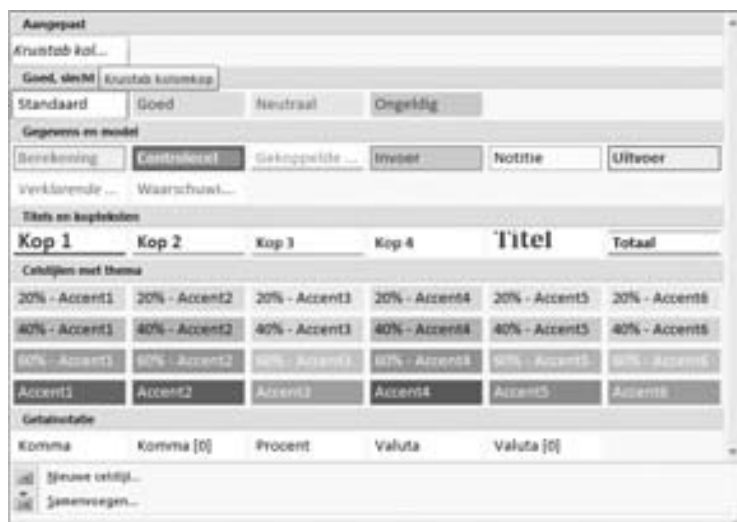 Aangepast
Kruistab kol...
Goed, slecht Kruistab kolomkop
Standaard Goed Neutraal Ongeldig
Gegevens en model
Berekening Controlecel Gekoppelde ... Invoer Notitie Uitvoer
Verklarende ... Waarschuwi...
Titels en kopteksten
Kop 1 Kop 2 Kop 3 Kop 4 Titel Totaal
Celstijlen met thema
20% - Accent1 20% - Accent2 20% - Accent3 20% - Accent4 20% - Accent5 20% - Accent6
40% - Accent1 40% - Accent2 40% - Accent3 40% - Accent4 40% - Accent5 40% - Accent6
60% - Accent1 60% - Accent2 60% - Accent3 60% - Accent4 60% - Accent5 60% - Accent6
Accent1 Accent2 Accent3 Accent4 Accent5 Accent6
Getalnotatie
Komma Komma [0] Procent Valuta Valuta [0]
Nieuwe celstijl...
Samenvoegen...